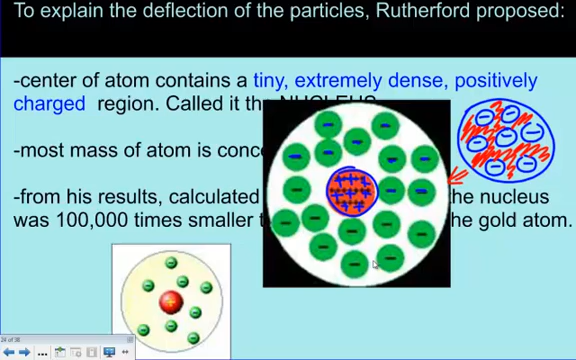 To explain the deflection of the particles, Rutherford proposed:
-center of atom contains a tiny, extremely dense, positively
charged region. Called it the NUCLEUS
-most mass of atom is conce
-from his results, calculated the nucleus
was 100,000 times smaller t he gold atom.
24 of 38